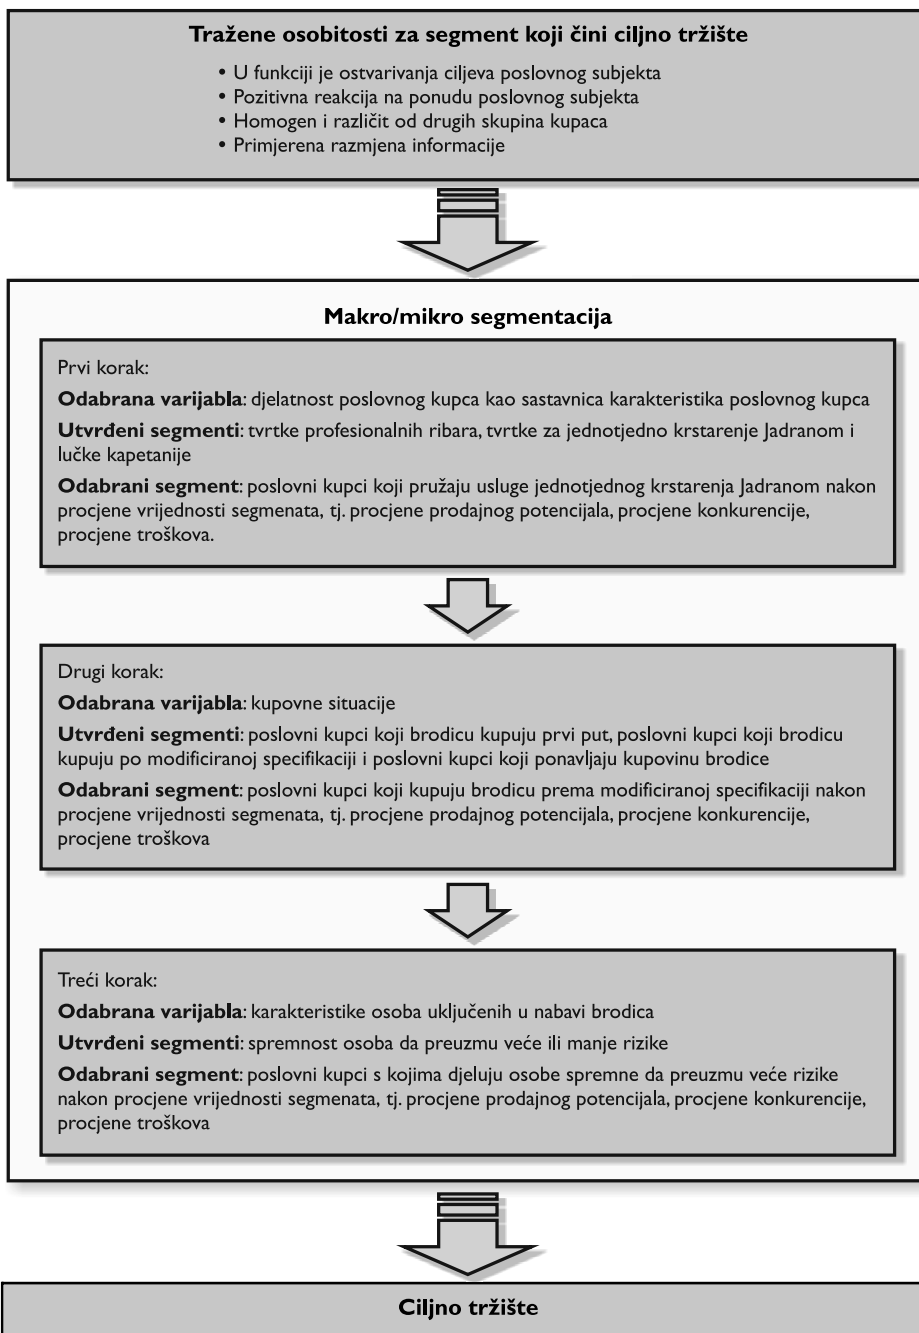 Tražene osobitosti za segment koji čini ciljno tržište
• U funkciji je ostvarivanja ciljeva poslovnog subjekta
• Pozitivna reakcija na ponudu poslovnog subjekta
• Homogen i različit od drugih skupina kupaca
• Primjerena razmjena informacije
Makro/mikro segmentacija
Prvi korak:
Odabrana varijabla: djelatnost poslovnog kupca kao sastavnica karakteristika poslovnog kupca
Utvrđeni segmenti: tvrtke profesionalnih ribara, tvrtke za jednotjedno krstarenje Jadranom i
lučke kapetanije
Odabrani segment: poslovni kupci koji pružaju usluge jednotjednog krstarenja Jadranom nakon
procjene vrijednosti segmenata, tj. procjene prodajnog potencijala, procjene konkurencije,
procjene troškova.
Drugi korak:
Odabrana varijabla: kupovne situacije
Utvrđeni segmenti: poslovni kupci koji brodicu kupuju prvi put, poslovni kupci koji brodicu
kupuju po modificiranoj specifikaciji i poslovni kupci koji ponavljaju kupovinu brodice
Odabrani segment: poslovni kupci koji kupuju brodicu prema modificiranoj specifikaciji nakon
procjene vrijednosti segmenata, tj. procjene prodajnog potencijala, procjene konkurencije,
procjene troškova
Treći korak:
Odabrana varijabla: karakteristike osoba uključenih u nabavi brodica
Utvrđeni segmenti: spremnost osoba da preuzmu veće ili manje rizike
Odabrani segment: poslovni kupci s kojima djeluju osobe spremne da preuzmu veće rizike
nakon procjene vrijednosti segmenata, tj. procjene prodajnog potencijala, procjene konkurencije,
procjene troškova
Ciljno tržište